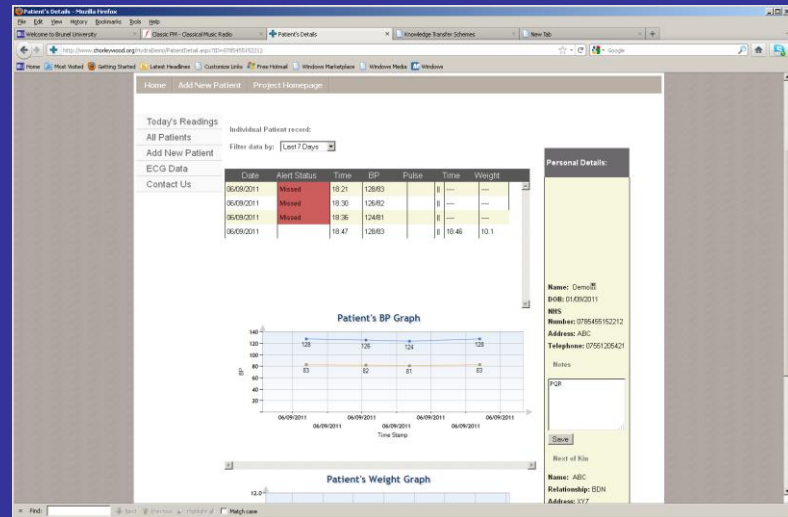 Patient's Details - Mozilla Firefox
File Edit View History Bookmarks Tools Help
Welcome to Brunel University
Classic FM - Classical Music Radio
Patient's Details
Knowledge Transfer Schemes
New Tab
Google
Home Most Visited Getting Started Latest Headlines Customize Links Free Hotmail Windows Marketplace Windows Media Windows
Home Add New Patient Project Homepage
Today's Readings
All Patients
Add New Patient
ECG Data
Contact Us
Individual Patient record:
Filter data by: Last 7 Days
Date Alert Status Time BP Pulse Time Weight
06/09/2011 Missed 18:21 128/83 || --- ---
06/09/2011 Missed 18:30 126/82 || --- ---
06/09/2011 Missed 18:36 124/81 || --- ---
06/09/2011 18:47 128/83 || 18:46 10.1
Patient's BP Graph
140
120
100
80
60
40
20
BP
128 126 124 128
83 82 81 83
06/09/2011 06/09/2011 06/09/2011 06/09/2011
06/09/2011 06/09/2011 06/09/2011
Time Stamp
Patient's Weight Graph
12.0
Personal Details:
Name: Demo
DOB: 01/09/2011
NHS
Number: 0795455152212
Address: ABC
Telephone: 07551205421
Notes
PQR
Save
Next of Kin
Name: ABC
Relationship: BDN
Address: XYZ
Find: Next Previous Highlight all Match case